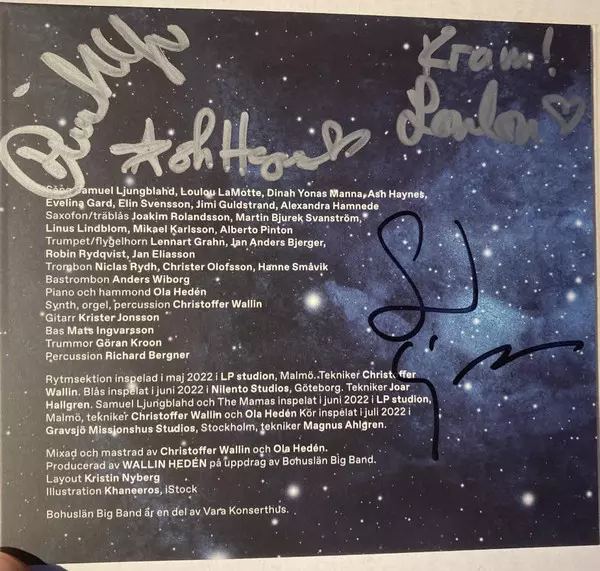 Kram!
Loulou
Ash Haynes
Sång Samuel Ljungblahd, Loulou LaMotte, Dinah Yonas Manna, Ash Haynes,
Evelina Gard, Elin Svensson, Jimi Guldstrand, Alexandra Hamnede
Saxofon/träblås Joakim Rolandsson, Martin Bjurek Svanström,
Linus Lindblom, Mikael Karlsson, Alberto Pinton
Trumpet/flygelhorn Lennart Grahn, Jan Anders Bjerger,
Robin Rydqvist, Jan Eliasson
Trombon Niclas Rydh, Christer Olofsson, Hanne Småvik
Bastrombon Anders Wiborg
Piano och hammond Ola Hedén
Synth, orgel, percussion Christoffer Wallin
Gitarr Krister Jonsson
Bas Mats Ingvarsson
Trummor Göran Kroon
Percussion Richard Bergner
Rytmsektion inspelad i maj 2022 i LP studion, Malmö. Tekniker Christoffer
Wallin. Blås inspelat i juni 2022 i Nilento Studios, Göteborg. Tekniker Joar
Hallgren. Samuel Ljungblahd och The Mamas inspelat i juni 2022 i LP studion,
Malmö, tekniker Christoffer Wallin och Ola Hedén Kör inspelat i juli 2022 i
Gravsjö Missionshus Studios, Stockholm, tekniker Magnus Ahlgren.
Mixad och mastrad av Christoffer Wallin och Ola Hedén.
Producerad av WALLIN HEDÉN på uppdrag av Bohuslän Big Band.
Layout Kristin Nyberg
Illustration Khaneeros, iStock
Bohuslän Big Band är en del av Vara Konserthus.